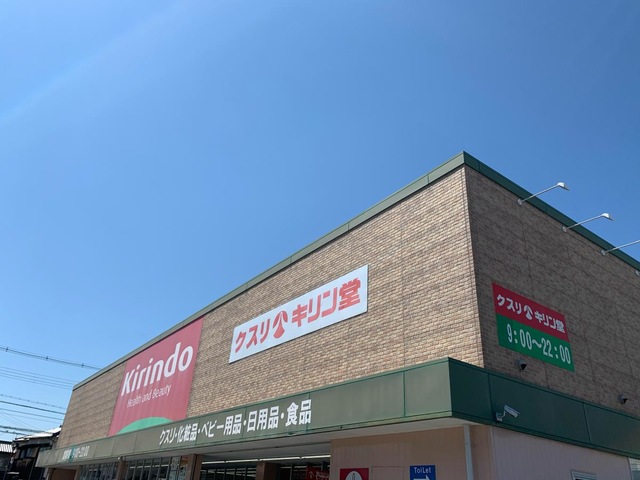 Kirindo
Health and Beauty
クスリ キリン堂
クスリ・化粧品・ベビー用品・日用品・食品
クスリ キリン堂
9:00～22:00
ToiLet